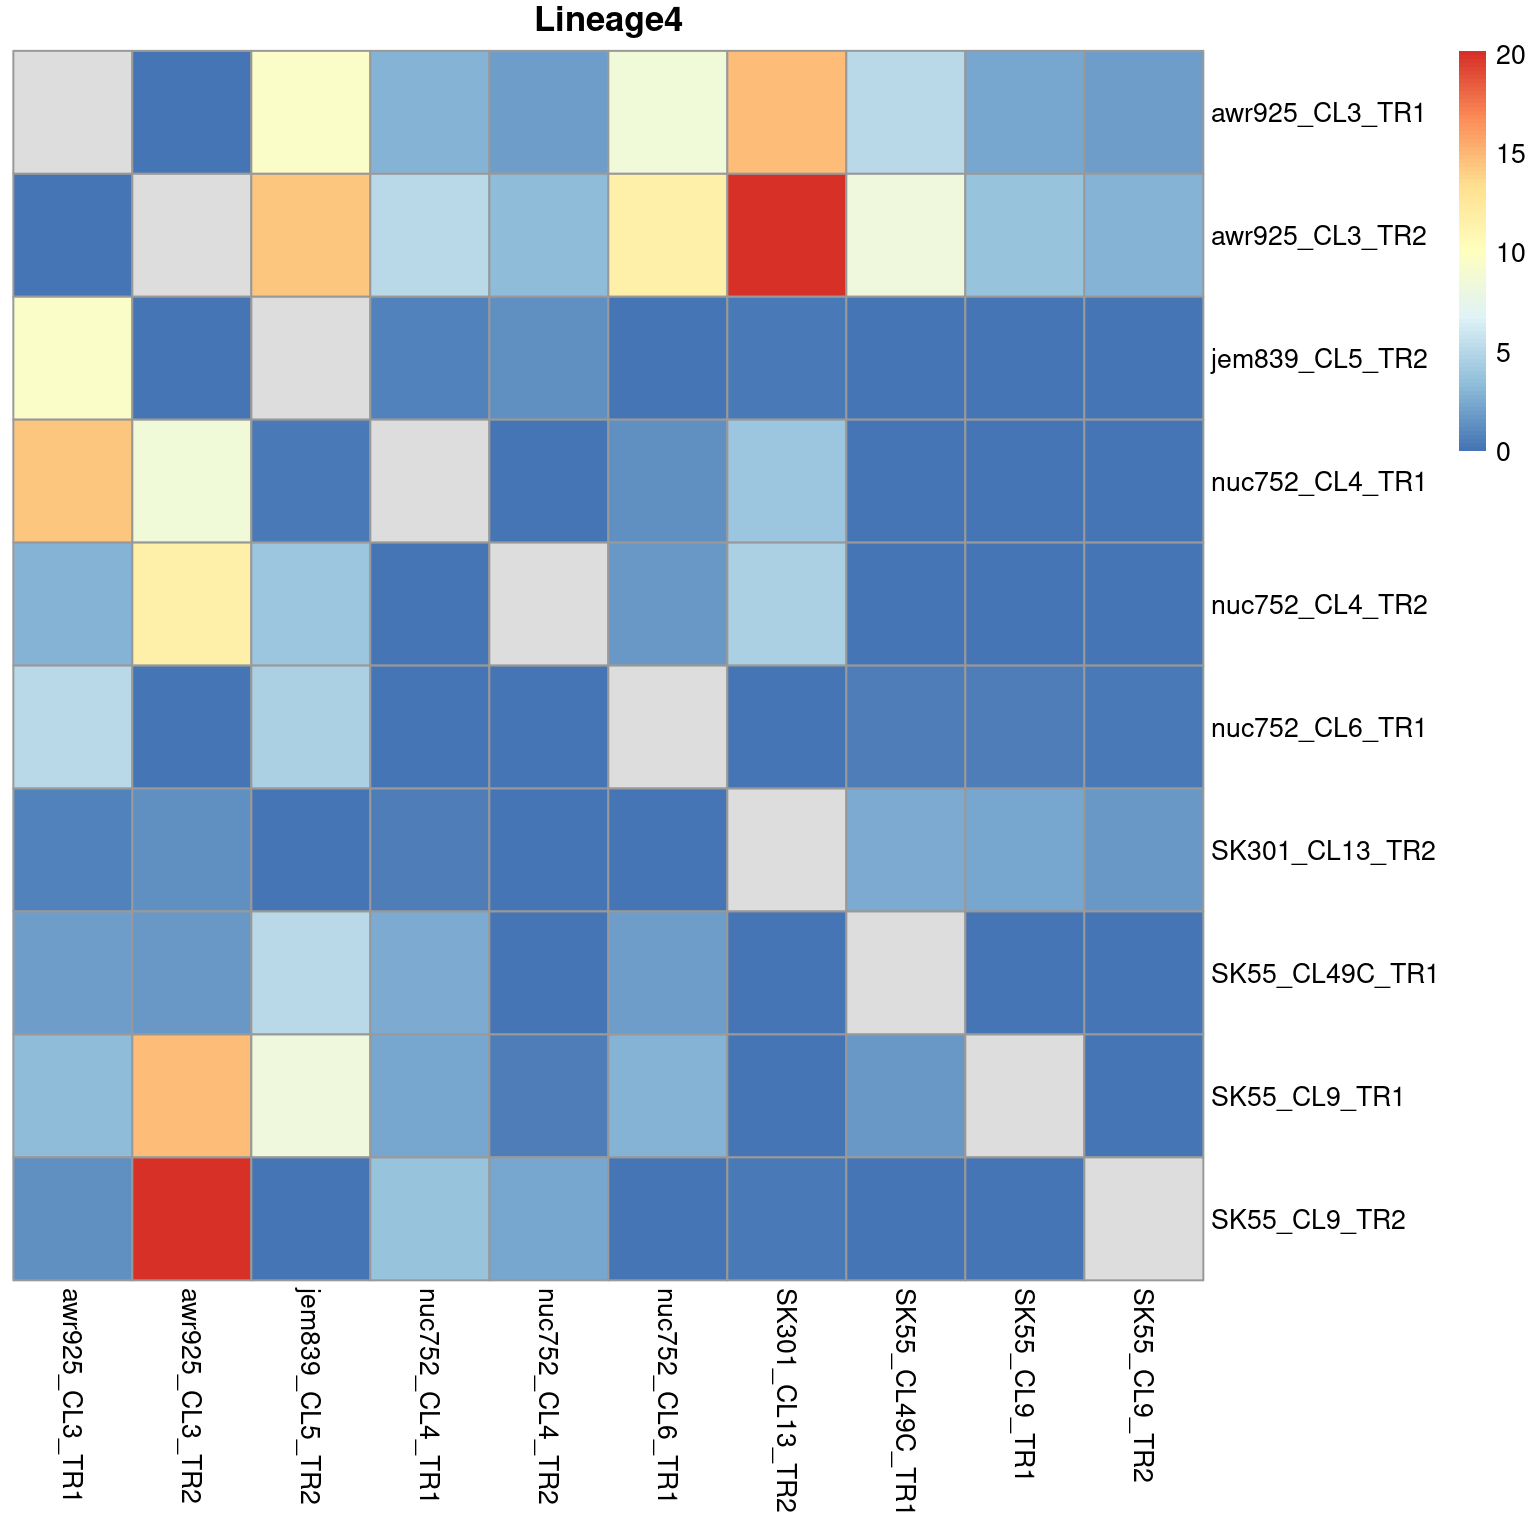 Lineage4
20
15
10
5
0
awr925_CL3_TR1
awr925_CL3_TR2
jem839_CL5_TR2
nuc752_CL4_TR1
nuc752_CL4_TR2
nuc752_CL6_TR1
SK301_CL13_TR2
SK55_CL49C_TR1
SK55_CL9_TR1
SK55_CL9_TR2
awr925_CL3_TR1
awr925_CL3_TR2
jem839_CL5_TR2
nuc752_CL4_TR1
nuc752_CL4_TR2
nuc752_CL6_TR1
SK301_CL13_TR2
SK55_CL49C_TR1
SK55_CL9_TR1
SK55_CL9_TR2